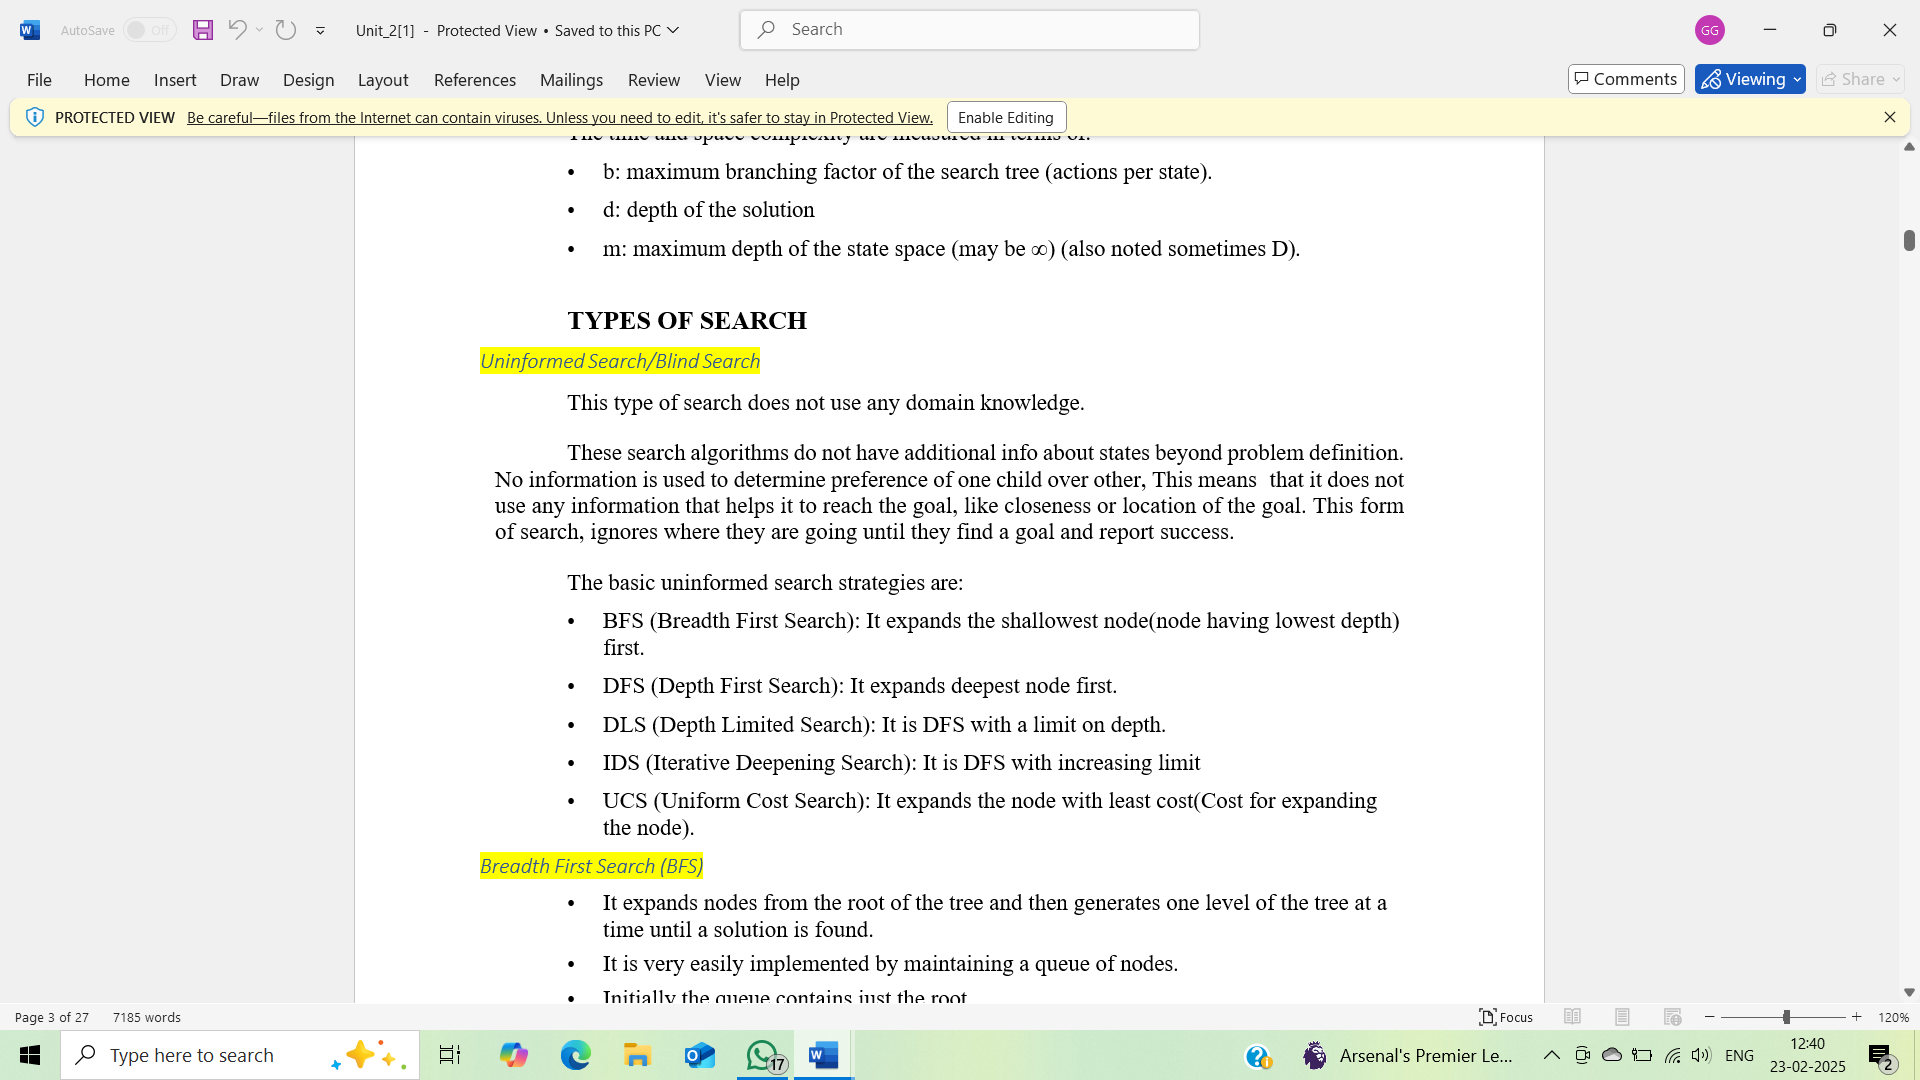 AutoSave Off Unit_2[1] - Protected View • Saved to this PC Search GG
File Home Insert Draw Design Layout References Mailings Review View Help Comments Viewing Share
PROTECTED VIEW Be careful—files from the Internet can contain viruses. Unless you need to edit, it's safer to stay in Protected View. Enable Editing
The time and space complexity are measured in terms of:
• b: maximum branching factor of the search tree (actions per state).
• d: depth of the solution
• m: maximum depth of the state space (may be ∞) (also noted sometimes D).
TYPES OF SEARCH
Uninformed Search/Blind Search
This type of search does not use any domain knowledge.
These search algorithms do not have additional info about states beyond problem definition.
No information is used to determine preference of one child over other, This means that it does not
use any information that helps it to reach the goal, like closeness or location of the goal. This form
of search, ignores where they are going until they find a goal and report success.
The basic uninformed search strategies are:
• BFS (Breadth First Search): It expands the shallowest node(node having lowest depth)
first.
• DFS (Depth First Search): It expands deepest node first.
• DLS (Depth Limited Search): It is DFS with a limit on depth.
• IDS (Iterative Deepening Search): It is DFS with increasing limit
• UCS (Uniform Cost Search): It expands the node with least cost(Cost for expanding
the node).
Breadth First Search (BFS)
• It expands nodes from the root of the tree and then generates one level of the tree at a
time until a solution is found.
• It is very easily implemented by maintaining a queue of nodes.
• Initially the queue contains just the root
Page 3 of 27 7185 words Focus 120%
Type here to search 17 Arsenal's Premier Le... ENG 12:40
23-02-2025 2